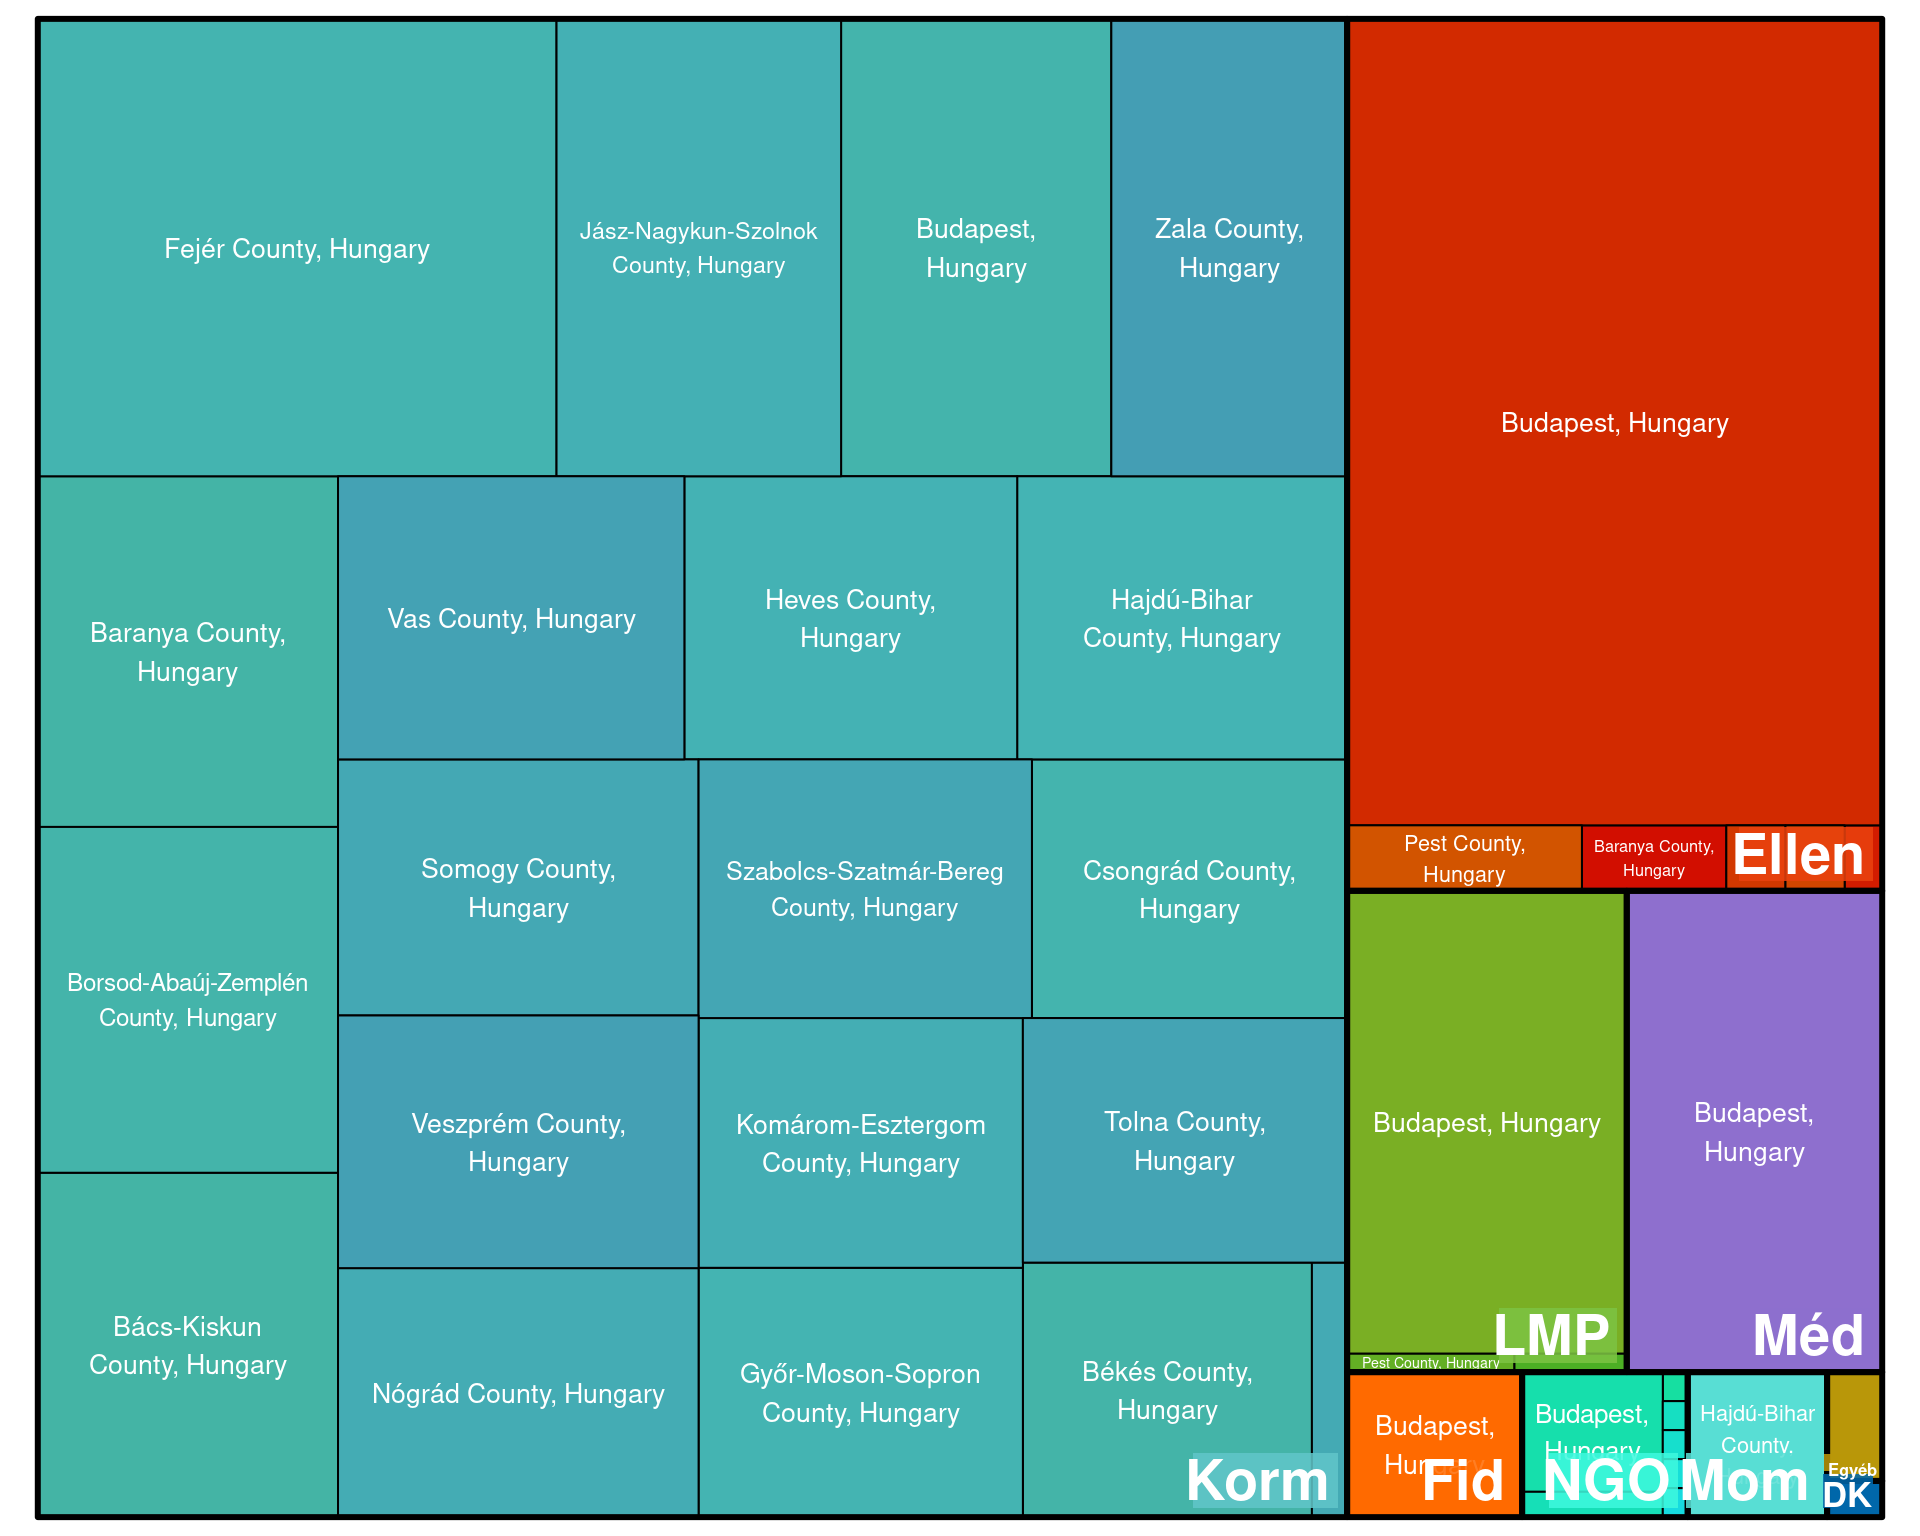 Fejér County, Hungary
Jász-Nagykun-Szolnok
County, Hungary
Budapest,
Hungary
Zala County,
Hungary
Budapest, Hungary
Baranya County,
Hungary
Vas County, Hungary
Heves County,
Hungary
Hajdú-Bihar
County, Hungary
Borsod-Abaúj-Zemplén
County, Hungary
Somogy County,
Hungary
Szabolcs-Szatmár-Bereg
County, Hungary
Csongrád County,
Hungary
Bács-Kiskun
County, Hungary
Veszprém County,
Hungary
Komárom-Esztergom
County, Hungary
Tolna County,
Hungary
Nógrád County, Hungary
Győr-Moson-Sopron
County, Hungary
Békés County,
Hungary
Korm
Pest County,
Hungary
Baranya County,
Hungary
Ellen
Budapest, Hungary
LMP
Pest County, Hungary
Budapest,
Hungary
Méd
Budapest,
Hungary
Fid
Budapest,
Hungary
NGO
Hajdú-Bihar
County,
Mom
Egyéb
DK